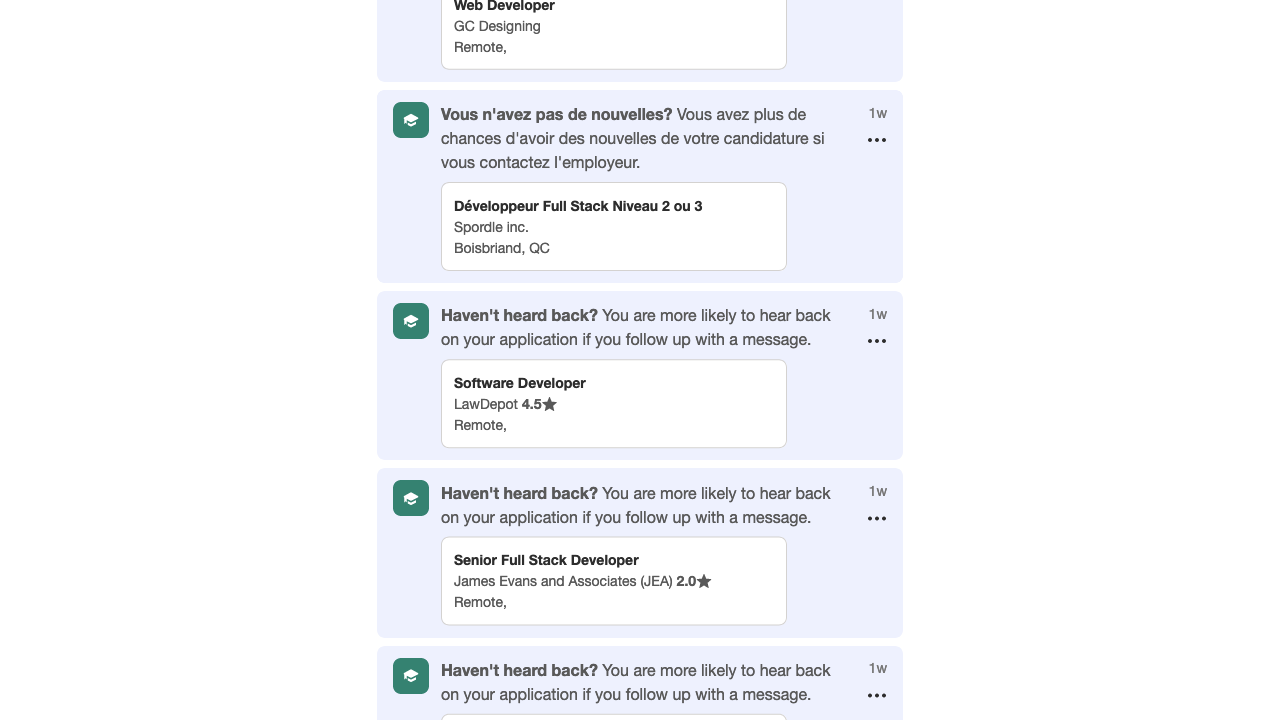 Web Developer
GC Designing
Remote,
Vous n'avez pas de nouvelles? Vous avez plus de
1w
chances d'avoir des nouvelles de votre candidature si
vous contactez l'employeur.
Développeur Full Stack Niveau 2 ou 3
Spordle inc.
Boisbriand, QC
Haven't heard back? You are more likely to hear back
1w
on your application if you follow up with a message.
Software Developer
LawDepot 4.5★
Remote,
Haven't heard back? You are more likely to hear back
1w
on your application if you follow up with a message.
Senior Full Stack Developer
James Evans and Associates (JEA) 2.0★
Remote,
Haven't heard back? You are more likely to hear back
1w
on your application if you follow up with a message.